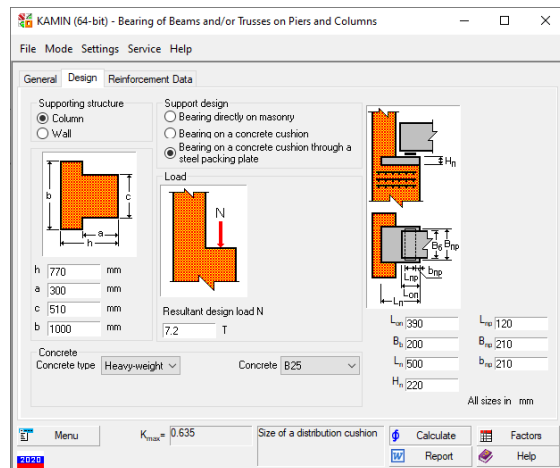 KAMIN (64-bit) - Bearing of Beams and/or Trusses on Piers and Columns
File Mode Settings Service Help
General Design Reinforcement Data
Supporting structure
Column
Wall
Support design
Bearing directly on masonry
Bearing on a concrete cushion
Bearing on a concrete cushion through a
steel packing plate
b
c
a
h
h 770 mm
a 300 mm
c 510 mm
b 1000 mm
Load
N
Resultant design load N
7.2 T
Hп
Bб Bпр
Lпр bпр
Lоп
Lп
Lоп 390 Lпр 120
Bb 200 Bпр 210
Lп 500 bпр 210
Hп 220
All sizes in mm
Concrete
Concrete type Heavy-weight Concrete B25
Menu Kmax= 0.635 Size of a distribution cushion Calculate Factors
Report Help
2020